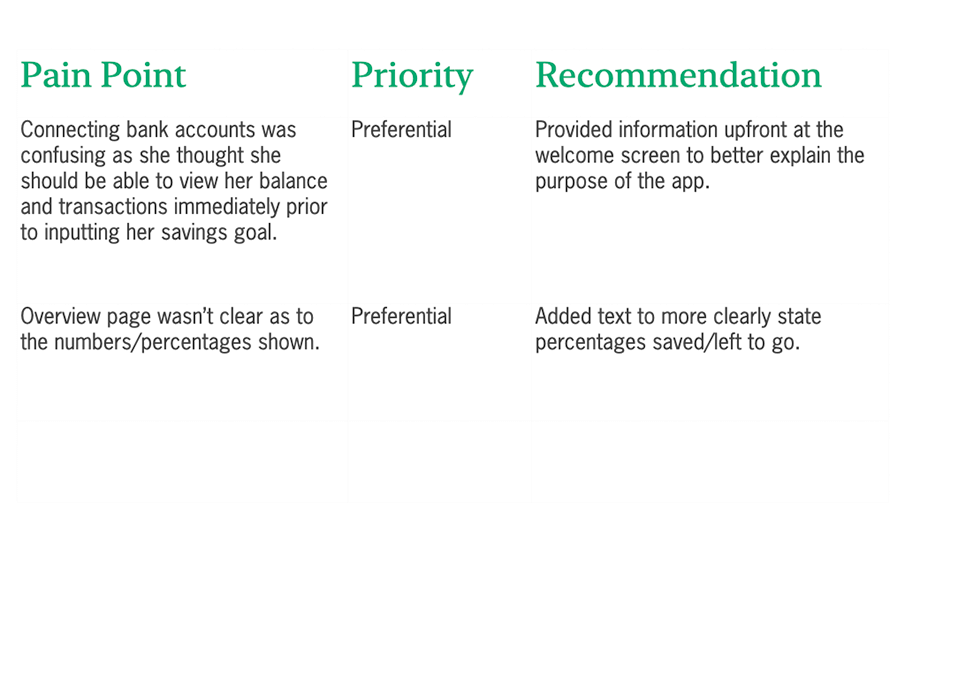 Pain Point
Priority
Recommendation
Connecting bank accounts was
confusing as she thought she
should be able to view her balance
and transactions immediately prior
to inputting her savings goal.
Preferential
Provided information upfront at the
welcome screen to better explain the
purpose of the app.
Overview page wasn’t clear as to
the numbers/percentages shown.
Preferential
Added text to more clearly state
percentages saved/left to go.